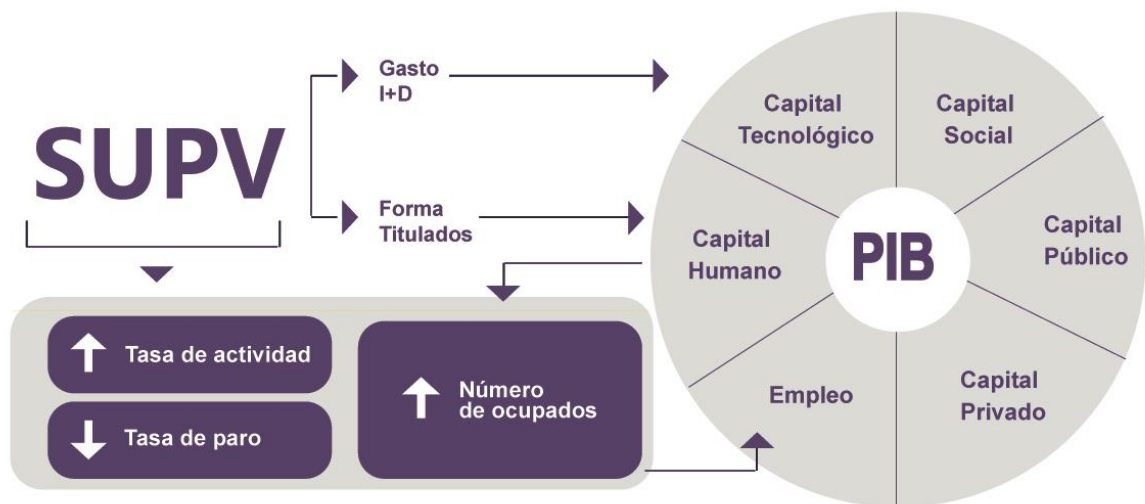 SUPV
Gasto
I+D
Forma
Titulados
Tasa de actividad
Tasa de paro
Número
de ocupados
Capital
Tecnológico
Capital
Social
Capital
Humano
PIB
Capital
Público
Empleo
Capital
Privado